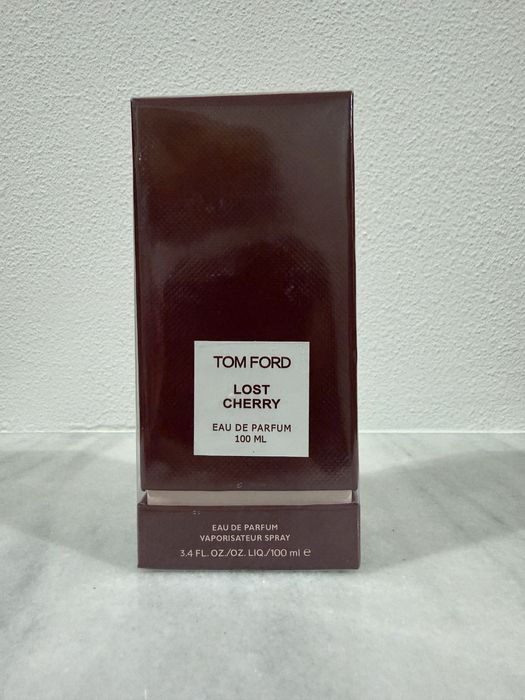 TOM FORD
LOST
CHERRY
EAU DE PARFUM
100 ML
EAU DE PARFUM
VAPORISATEUR SPRAY
3.4 FL. OZ./OZ. LIQ./100 ml ℮